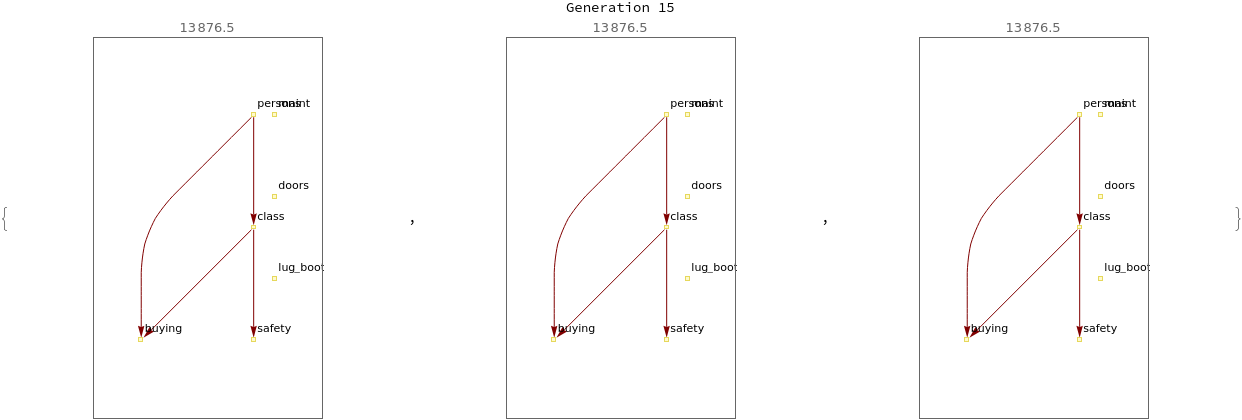 Generation 15
13876.5 13876.5 13876.5
persons maint persons maint persons maint
doors doors doors
class class class
{ , , }
lug_boot lug_boot lug_boot
buying safety buying safety buying safety